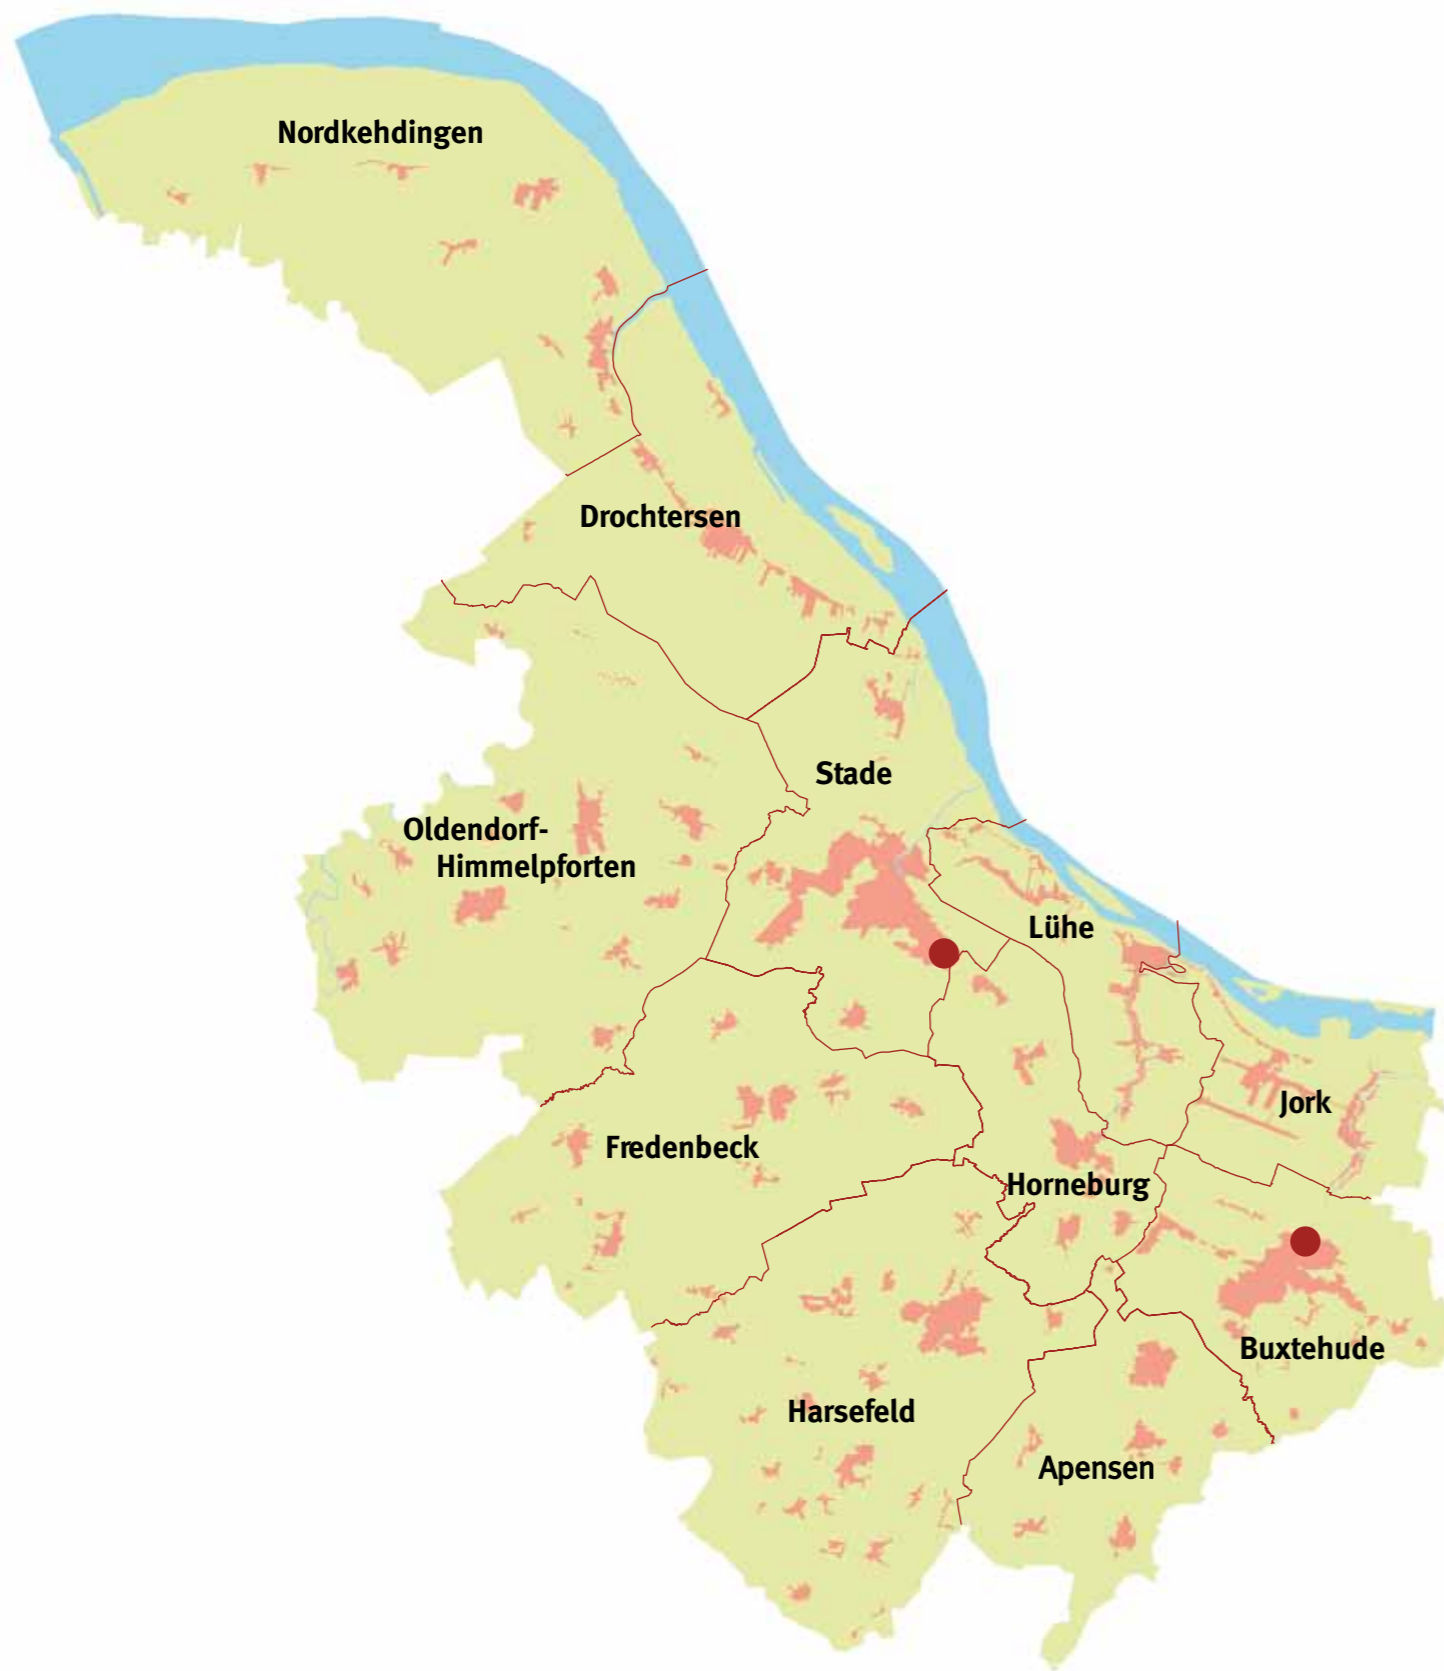 Nordkehdingen
Drochtersen
Stade
Oldendorf-
Himmelpforten
Lühe
Jork
Fredenbeck
Horneburg
Buxtehude
Harsefeld
Apensen